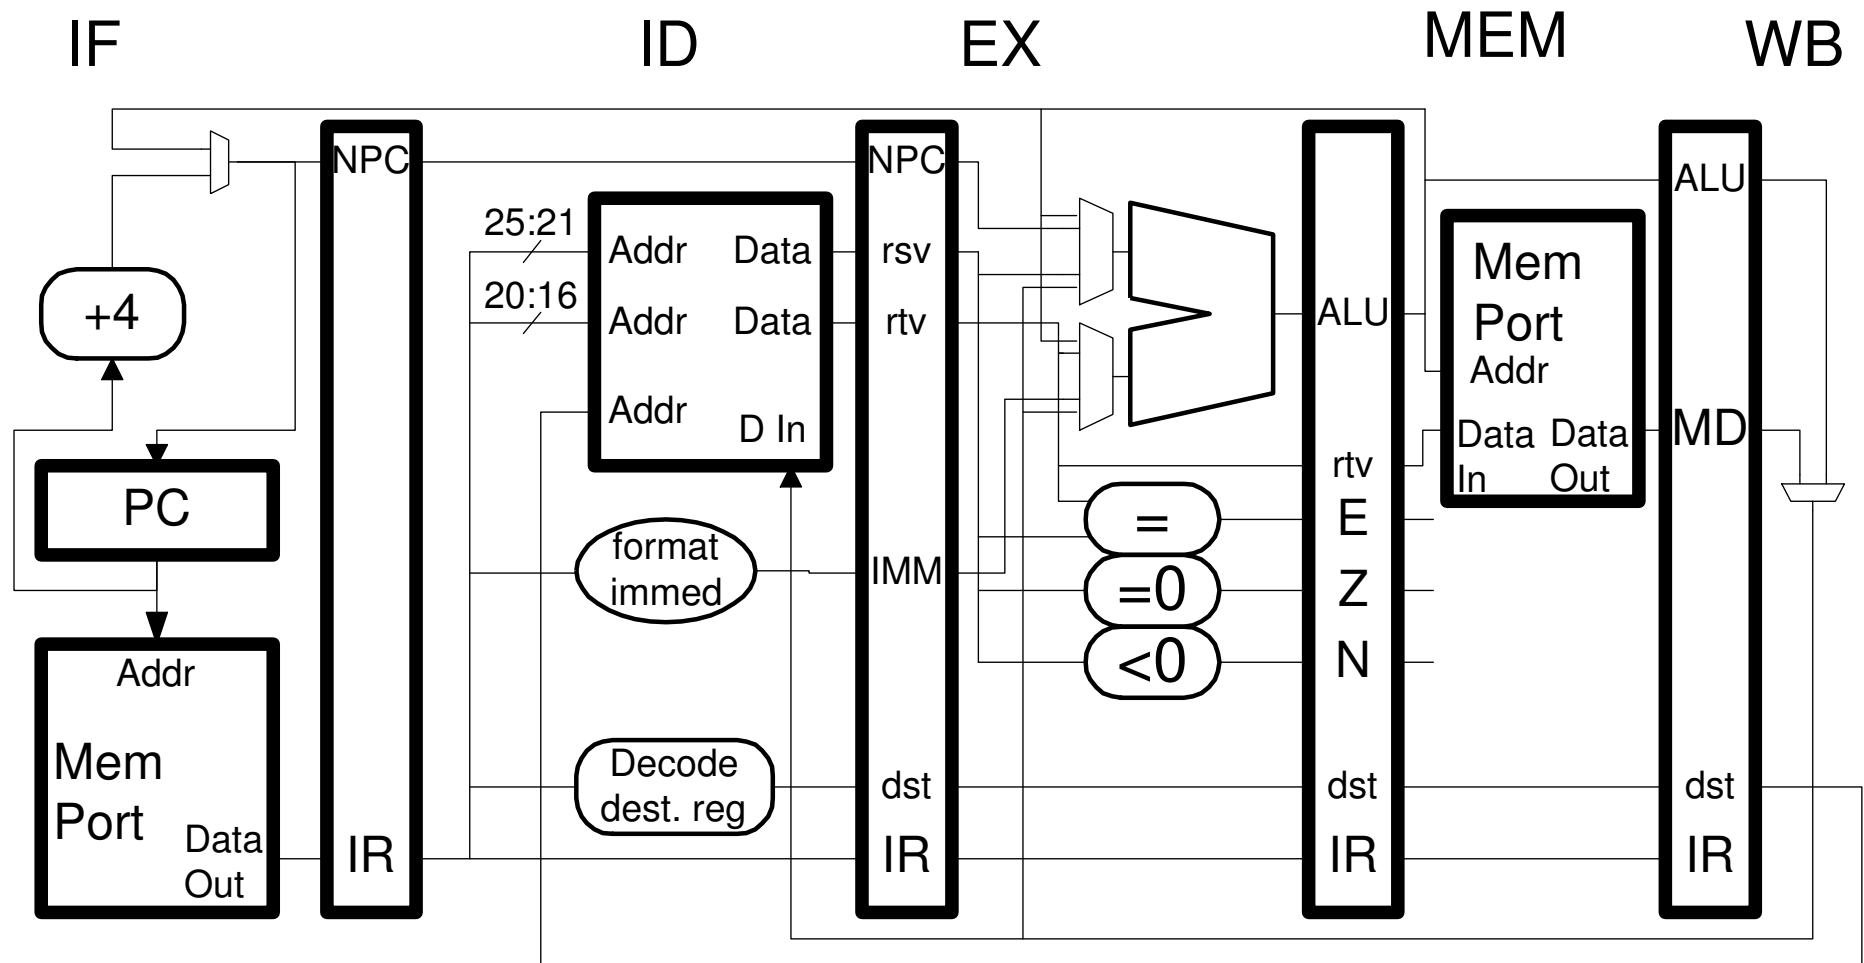 IF
ID
EX
MEM
WB
+4
PC
Addr
Mem
Port
Data
Out
NPC
IR
25:21
20:16
Addr
Data
Addr
Data
Addr
D In
format
immed
Decode
dest. reg
NPC
rsv
rtv
IMM
dst
IR
=
=0
<0
ALU
rtv
E
Z
N
dst
IR
Mem
Port
Addr
Data
In
Data
Out
ALU
MD
dst
IR